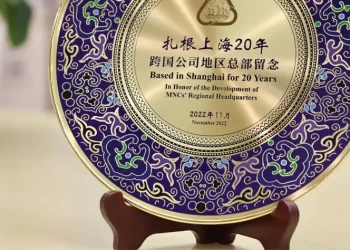 扎根上海20年
跨国公司地区总部留念
Based in Shanghai for 20 Years
In Honor of the Development of
MNCs' Regional Headquarters
2022年11月
November 2022